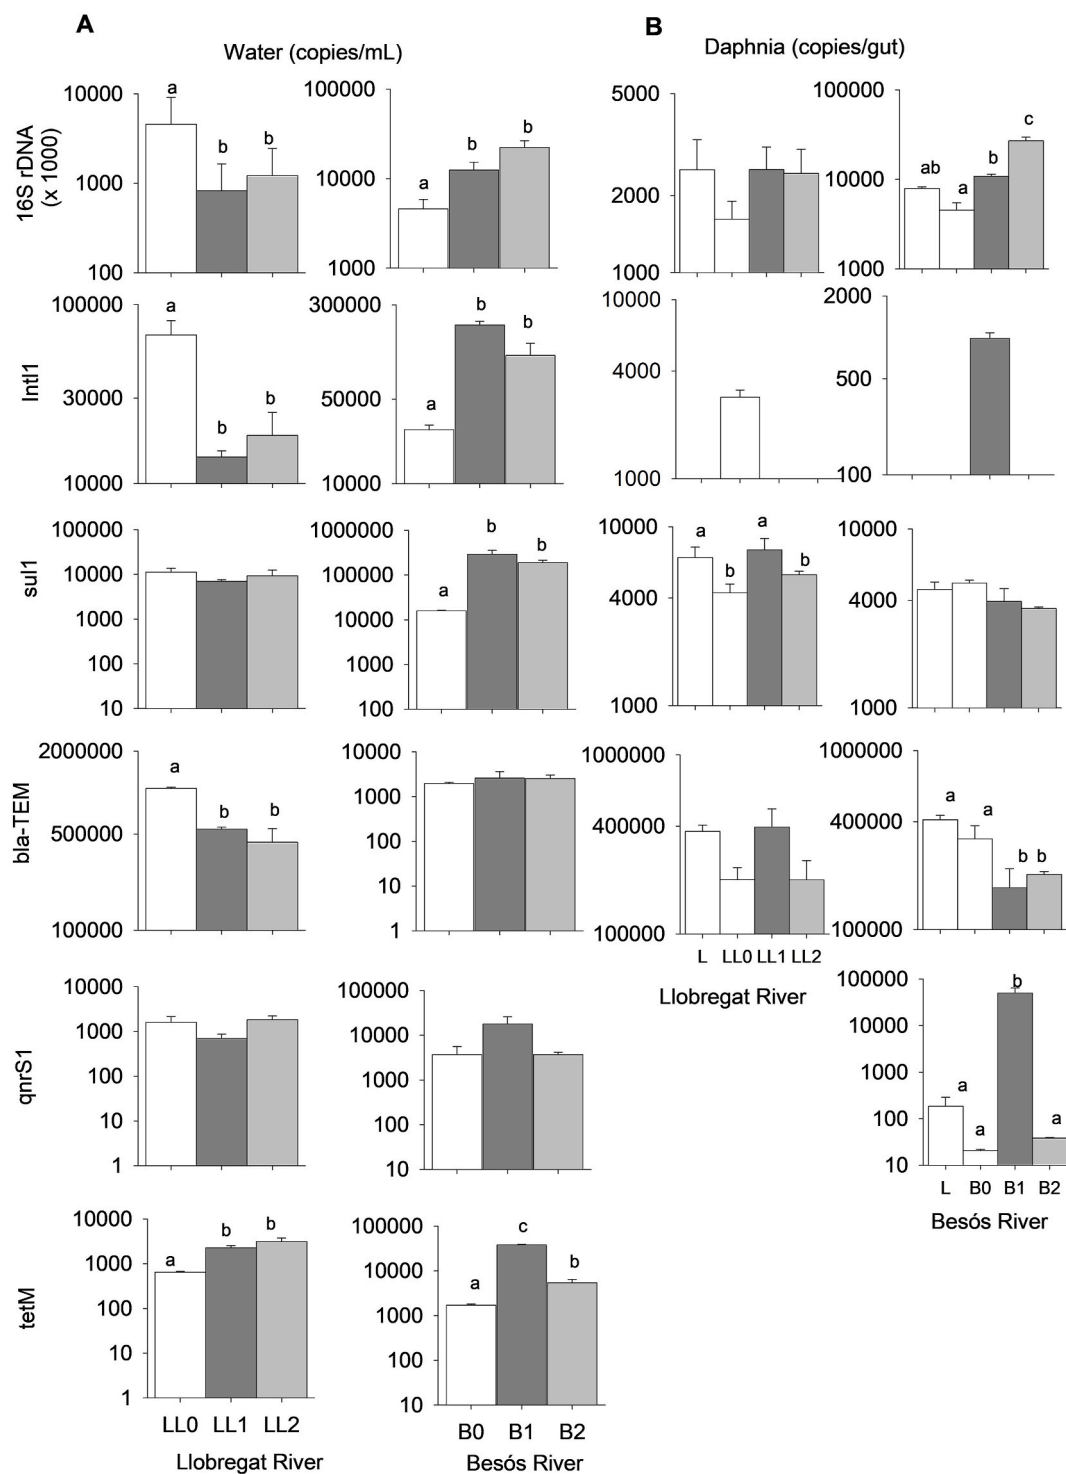 A
B
Water (copies/mL)
Daphnia (copies/gut)
16S rDNA
(x 1000)
10000
1000
100
a
b
b
100000
10000
1000
a
b
b
5000
2000
1000
100000
10000
1000
ab
a
b
c
IntI1
100000
30000
10000
a
b
b
300000
50000
10000
a
b
b
10000
4000
1000
2000
500
100
sul1
100000
10000
1000
100
10
1000000
100000
10000
1000
100
a
b
b
10000
4000
1000
a
b
a
b
10000
4000
1000
bla-TEM
2000000
500000
100000
a
b
b
10000
1000
100
10
1
1000000
400000
100000
L LL0 LL1 LL2
Llobregat River
1000000
400000
100000
a
a
b
b
qnrS1
10000
1000
100
10
1
100000
10000
1000
100
10
100000
10000
1000
100
10
a
a
b
a
L B0 B1 B2
Besós River
tetM
10000
1000
100
10
1
a
b
b
LL0 LL1 LL2
Llobregat River
100000
10000
1000
100
10
a
c
b
B0 B1 B2
Besós River